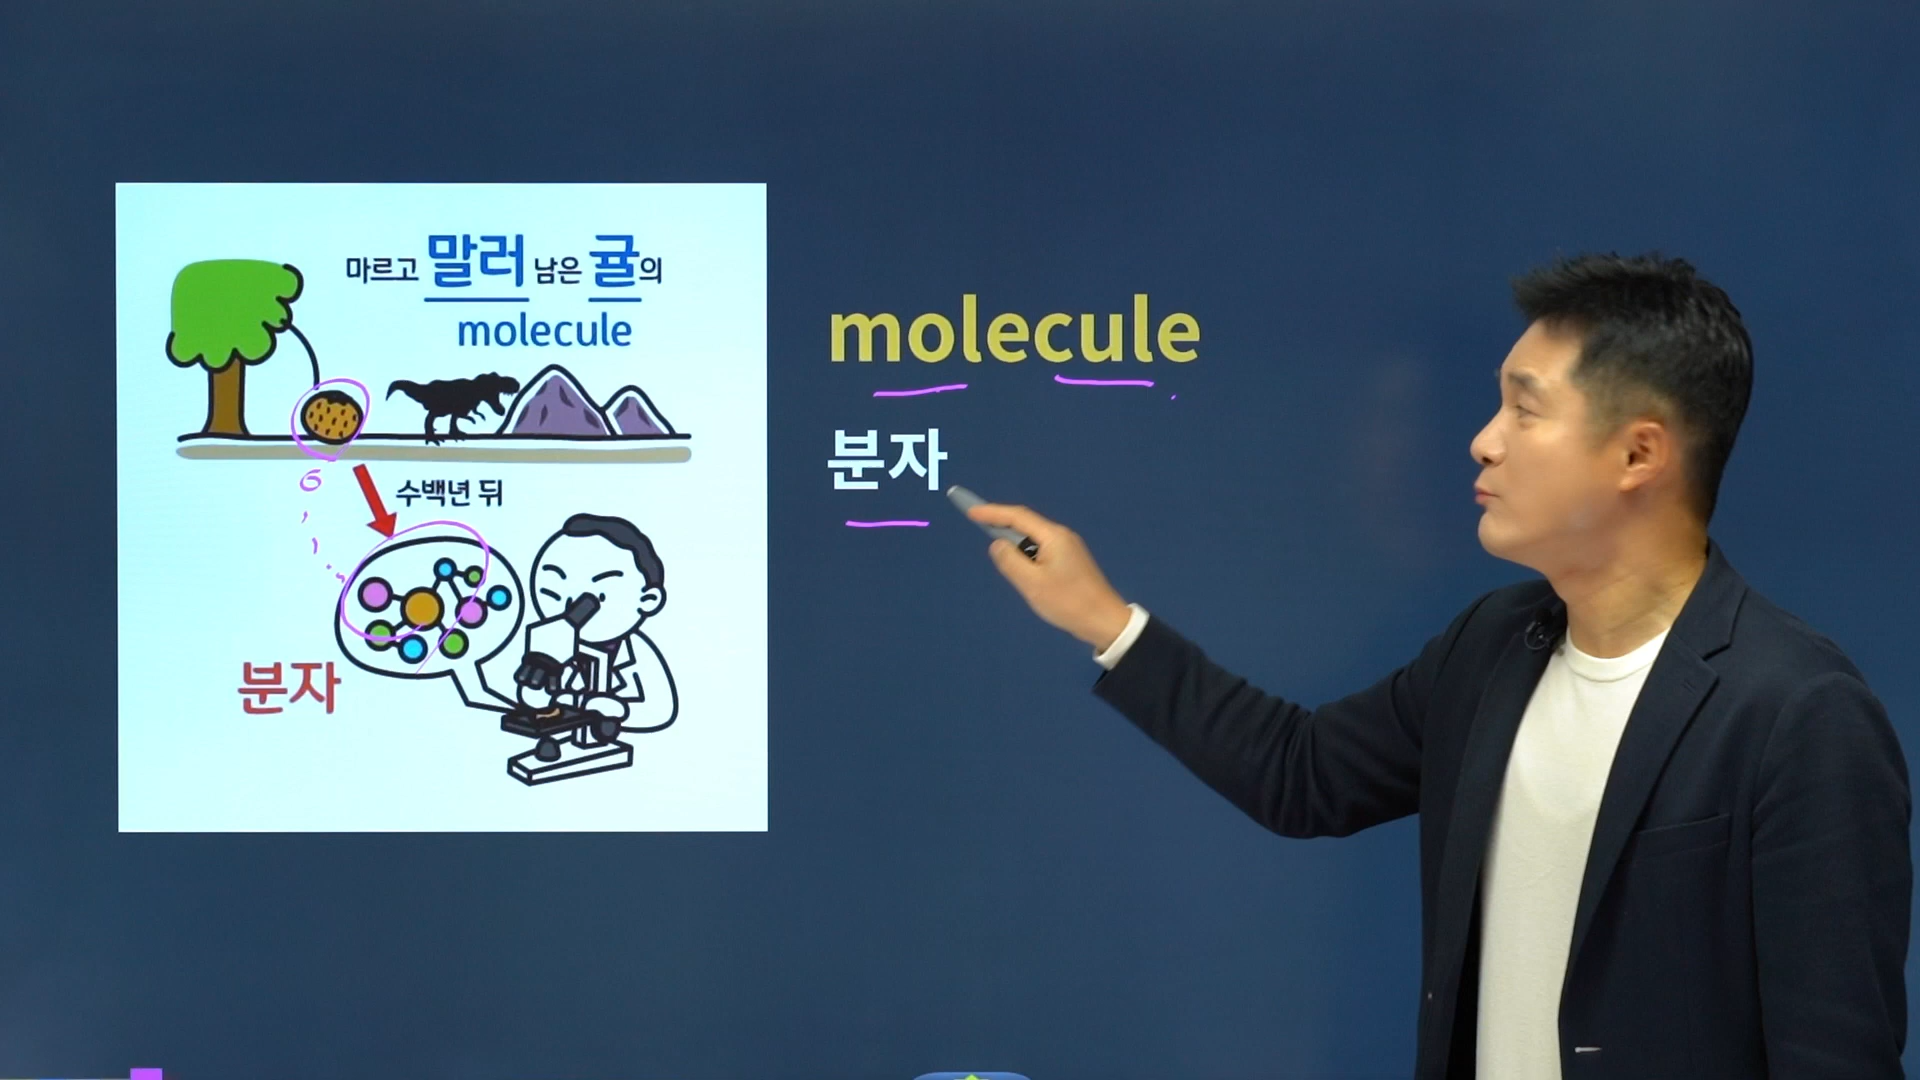 마르고 말러 남은 귤의
molecule
수백년 뒤
분자
molecule
분자